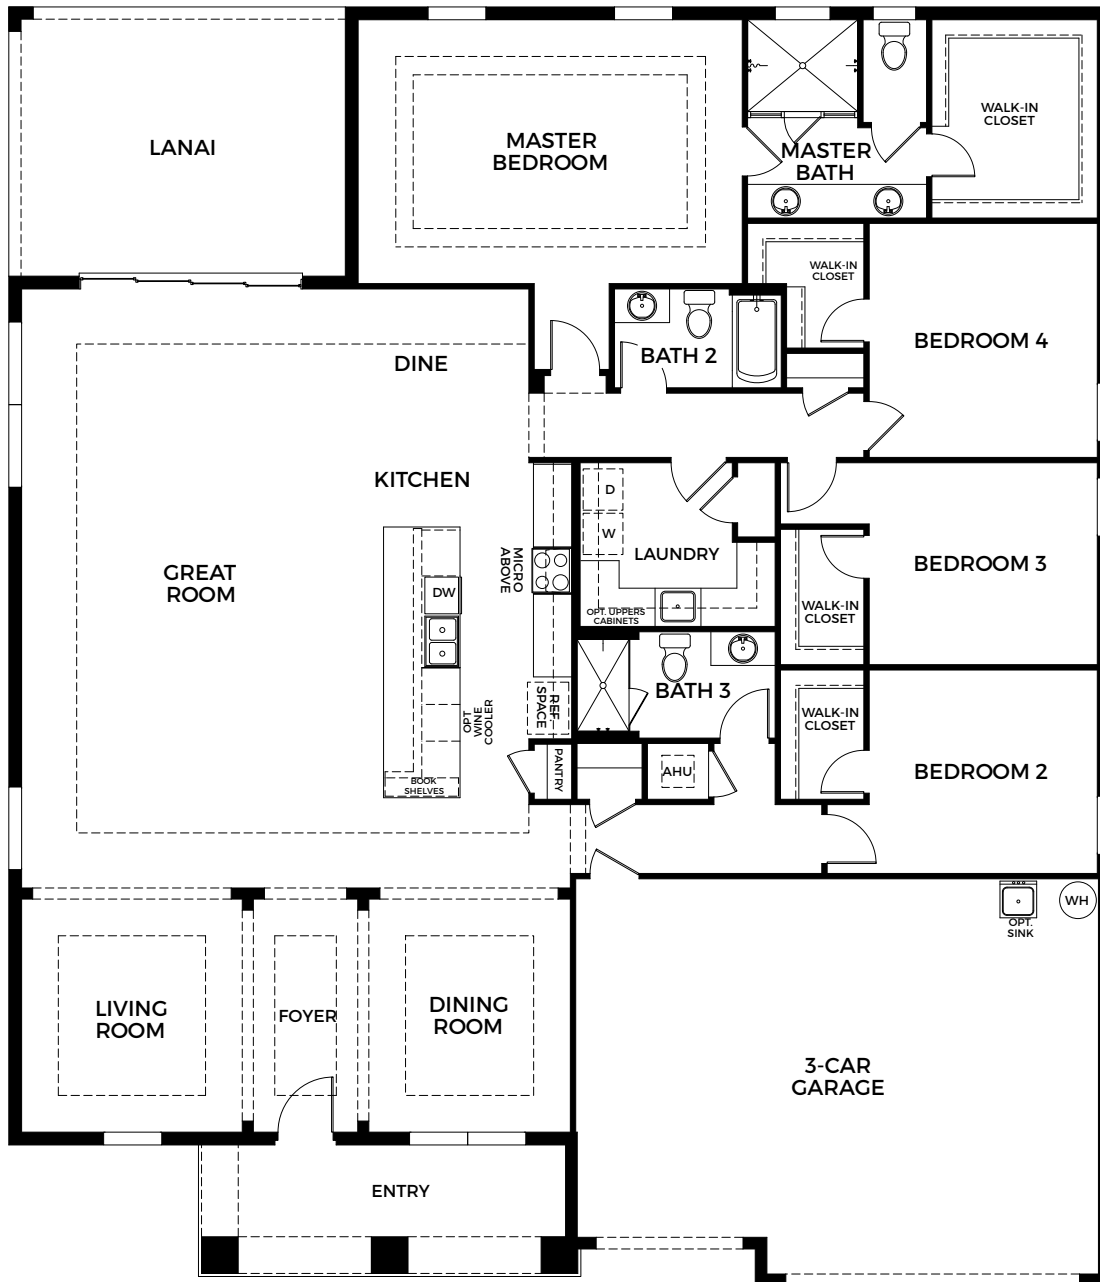 LANAI
MASTER
BEDROOM
MASTER
BATH
WALK-IN
CLOSET
WALK-IN
CLOSET
BEDROOM 4
DINE
BATH 2
KITCHEN
GREAT
ROOM
MICRO
ABOVE
DW
D
W
LAUNDRY
OPT. UPPERS
CABINETS
BEDROOM 3
WALK-IN
CLOSET
BATH 3
REF.
SPACE
OPT
WINE
COOLER
WALK-IN
CLOSET
BEDROOM 2
PANTRY
AHU
BOOK
SHELVES
WH
OPT.
SINK
LIVING
ROOM
FOYER
DINING
ROOM
3-CAR
GARAGE
ENTRY